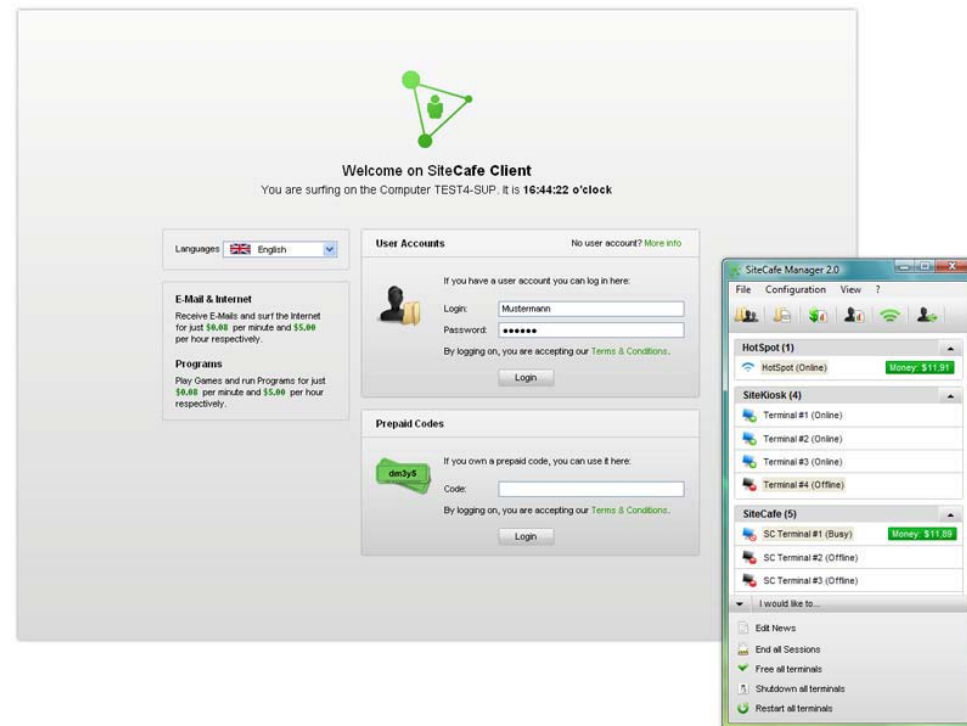 Welcome on SiteCafe Client
You are surfing on the Computer TEST4-SUP. It is 16:44:22 o'clock
Languages English
E-Mail & Internet
Receive E-Mails and surf the Internet
for just $0.08 per minute and $5.00
per hour respectively.
Programs
Play Games and run Programs for just
$0.08 per minute and $5.00 per hour
respectively.
User Accounts No user account? More info
If you have a user account you can log in here:
Login: Mustermann
Password: ●●●●●●
By logging on, you are accepting our Terms & Conditions.
Login
Prepaid Codes
dm3y5
If you own a prepaid code, you can use it here:
Code:
By logging on, you are accepting our Terms & Conditions.
Login
SiteCafe Manager 2.0
File Configuration View ?
HotSpot (1)
HotSpot (Online) Money: $11,91
SiteKiosk (4)
Terminal #1 (Online)
Terminal #2 (Online)
Terminal #3 (Online)
Terminal #4 (Offline)
SiteCafe (5)
SC Terminal #1 (Busy) Money: $11,89
SC Terminal #2 (Offline)
SC Terminal #3 (Offline)
I would like to...
Edit News
End all Sessions
Free all terminals
Shutdown all terminals
Restart all terminals